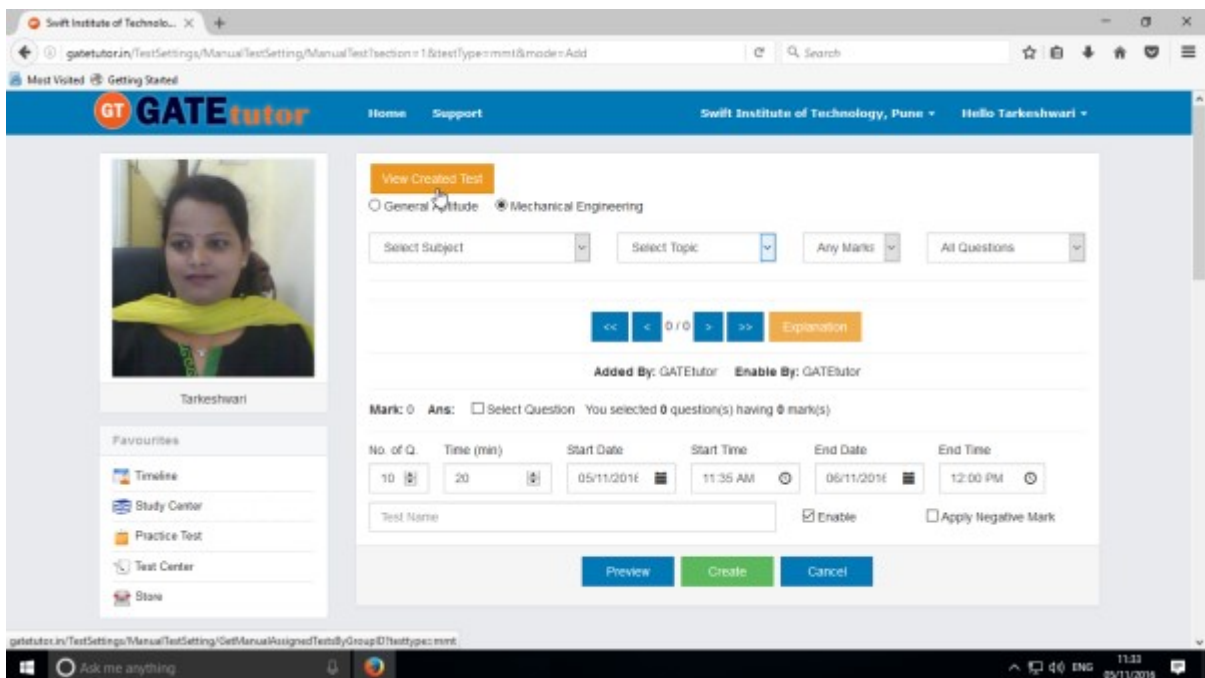 Swift Institute of Technolo...
gatetutor.in/TestSettings/ManualTestSetting/ManualTest?section=1&testType=mmt&mode=Add
Search
Most Visited Getting Started
GT GATEtutor Home Support Swift Institute of Technology, Pune Hello Tarkeshwari
View Created Test
General Aptitude Mechanical Engineering
Select Subject Select Topic Any Marks All Questions
<< < 0 / 0 > >> Explanation
Added By: GATEtutor Enable By: GATEtutor
Tarkeshwari
Mark: 0 Ans: Select Question You selected 0 question(s) having 0 mark(s)
Favourites
No. of Q. Time (min) Start Date Start Time End Date End Time
Timeline
10 20 05/11/2016 11:35 AM 06/11/2016 12:00 PM
Study Center
Test Name Enable Apply Negative Mark
Practice Test
Test Center
Preview Create Cancel
Store
gatetutor.in/TestSettings/ManualTestSetting/GetManualAssignedTestsByGroupID?testtype=mmt
Ask me anything ENG 11:33
05/11/2016